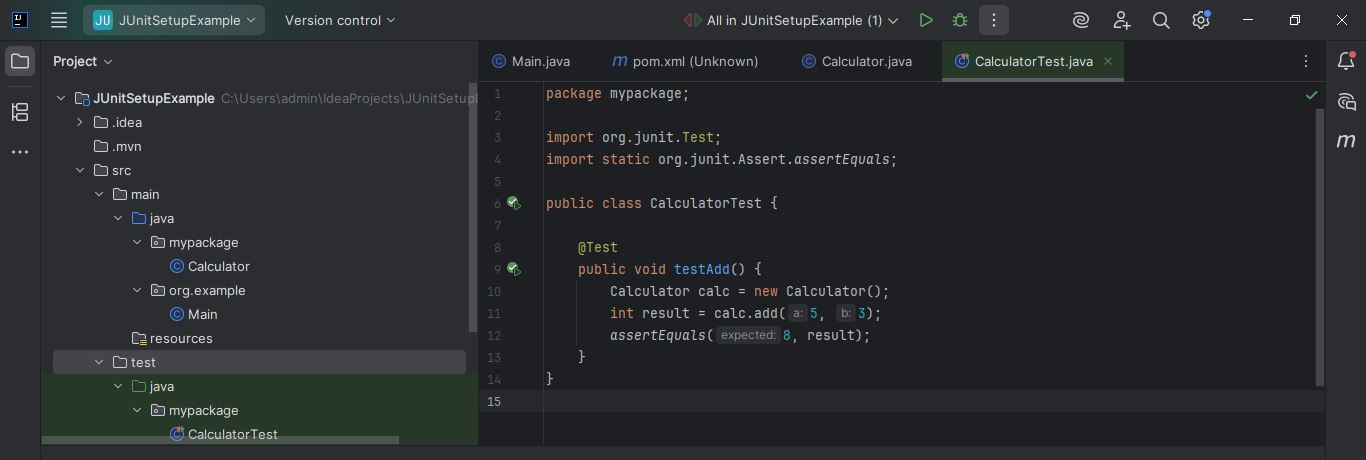 JU JUnitSetupExample Version control All in JUnitSetupExample (1)
Project
Main.java m pom.xml (Unknown) Calculator.java CalculatorTest.java
JUnitSetupExample C:\Users\admin\IdeaProjects\JUnitSetupE
.idea
.mvn
src
main
java
mypackage
Calculator
org.example
Main
resources
test
java
mypackage
CalculatorTest
1 package mypackage;
2
3 import org.junit.Test;
4 import static org.junit.Assert.assertEquals;
5
6 public class CalculatorTest {
7
8 @Test
9 public void testAdd() {
10 Calculator calc = new Calculator();
11 int result = calc.add( a: 5, b: 3);
12 assertEquals( expected: 8, result);
13 }
14 }
15
m